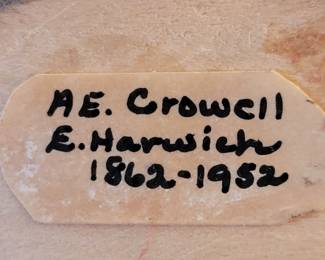 AE. Crowell
E. Harwich
1862-1952